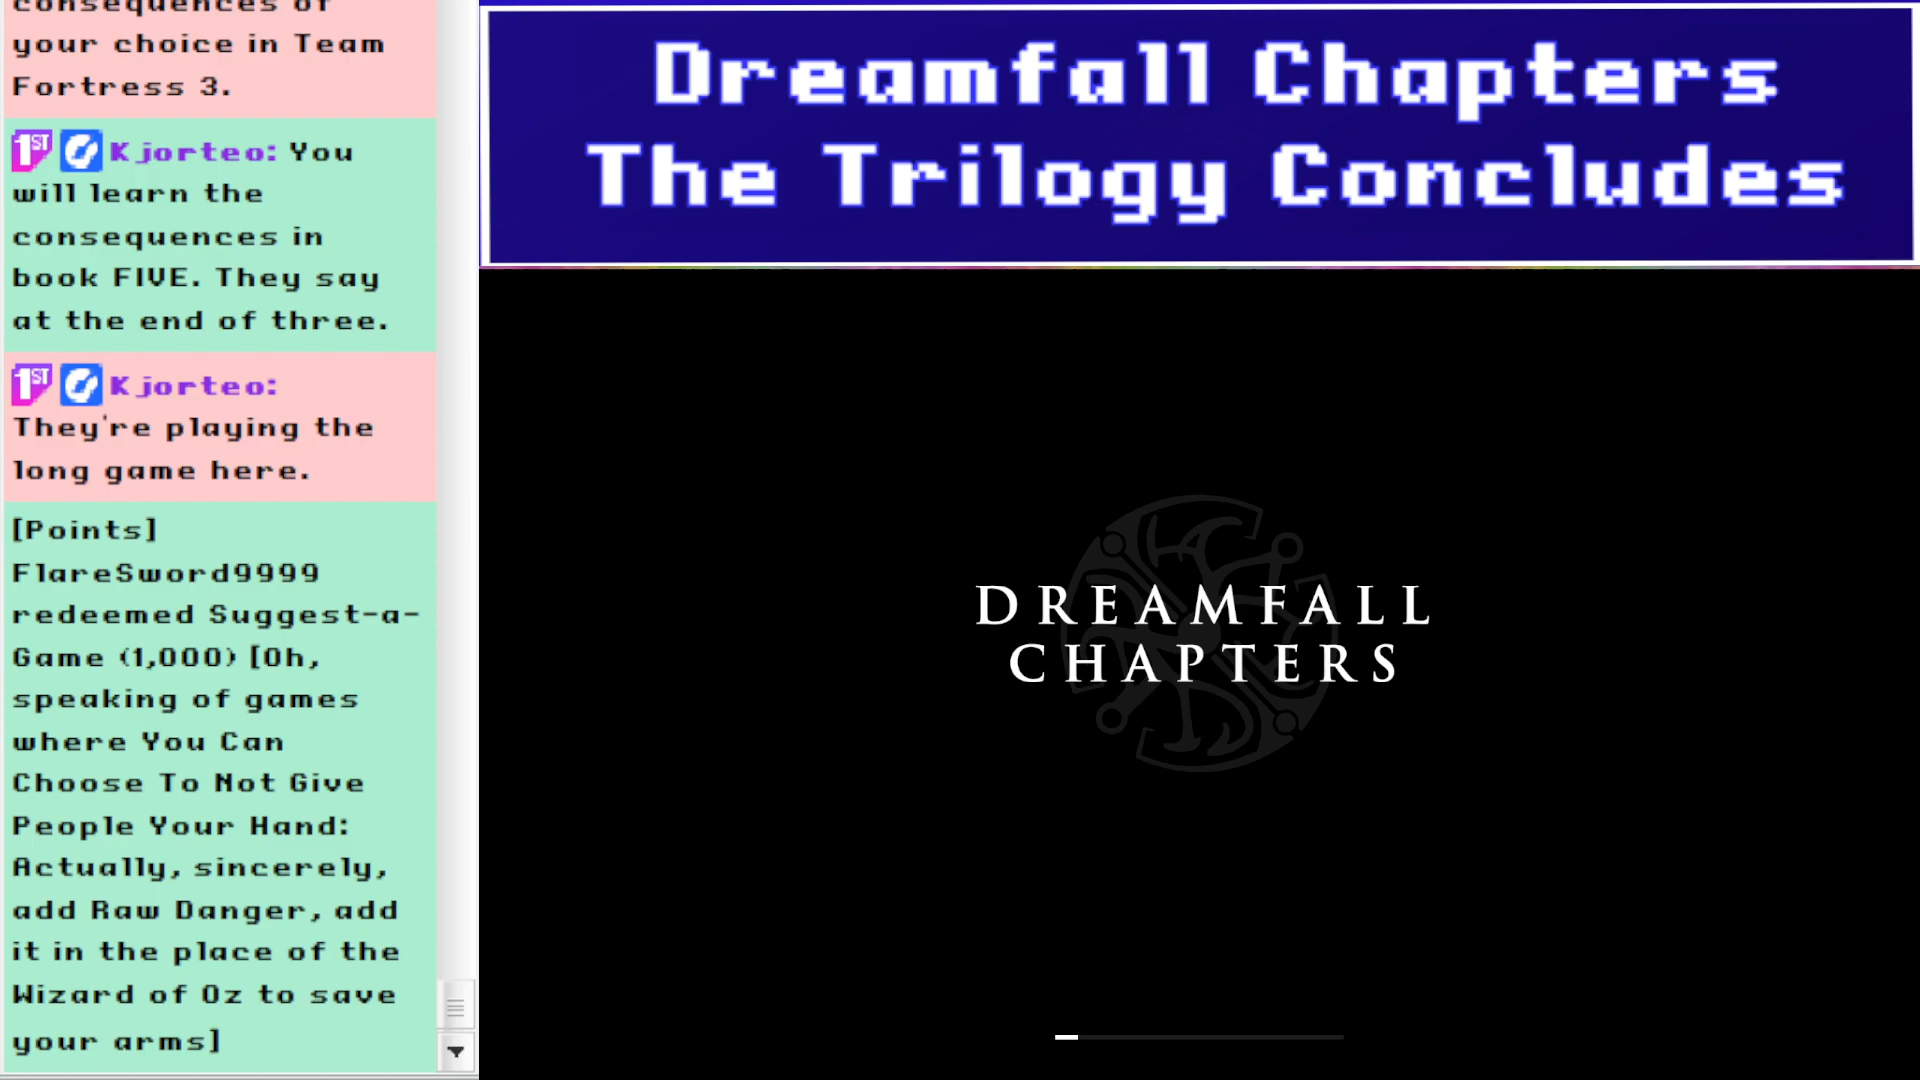 consequences of
your choice in Team
Fortress 3.
1ST Kjorteo: You
will learn the
consequences in
book FIVE. They say
at the end of three.
1ST Kjorteo:
They're playing the
long game here.
[Points]
FlareSword9999
redeemed Suggest-a-
Game (1,000) [Oh,
speaking of games
where You Can
Choose To Not Give
People Your Hand:
Actually, sincerely,
add Raw Danger, add
it in the place of the
Wizard of Oz to save
your arms]
Dreamfall Chapters
The Trilogy Concludes
DREAMFALL
CHAPTERS